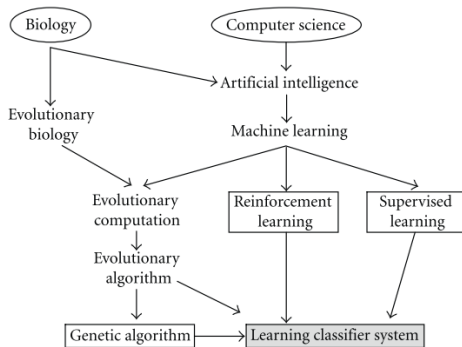 Biology
Computer science
Artificial intelligence
Evolutionary
biology
Machine learning
Evolutionary
computation
Reinforcement
learning
Supervised
learning
Evolutionary
algorithm
Genetic algorithm
Learning classifier system